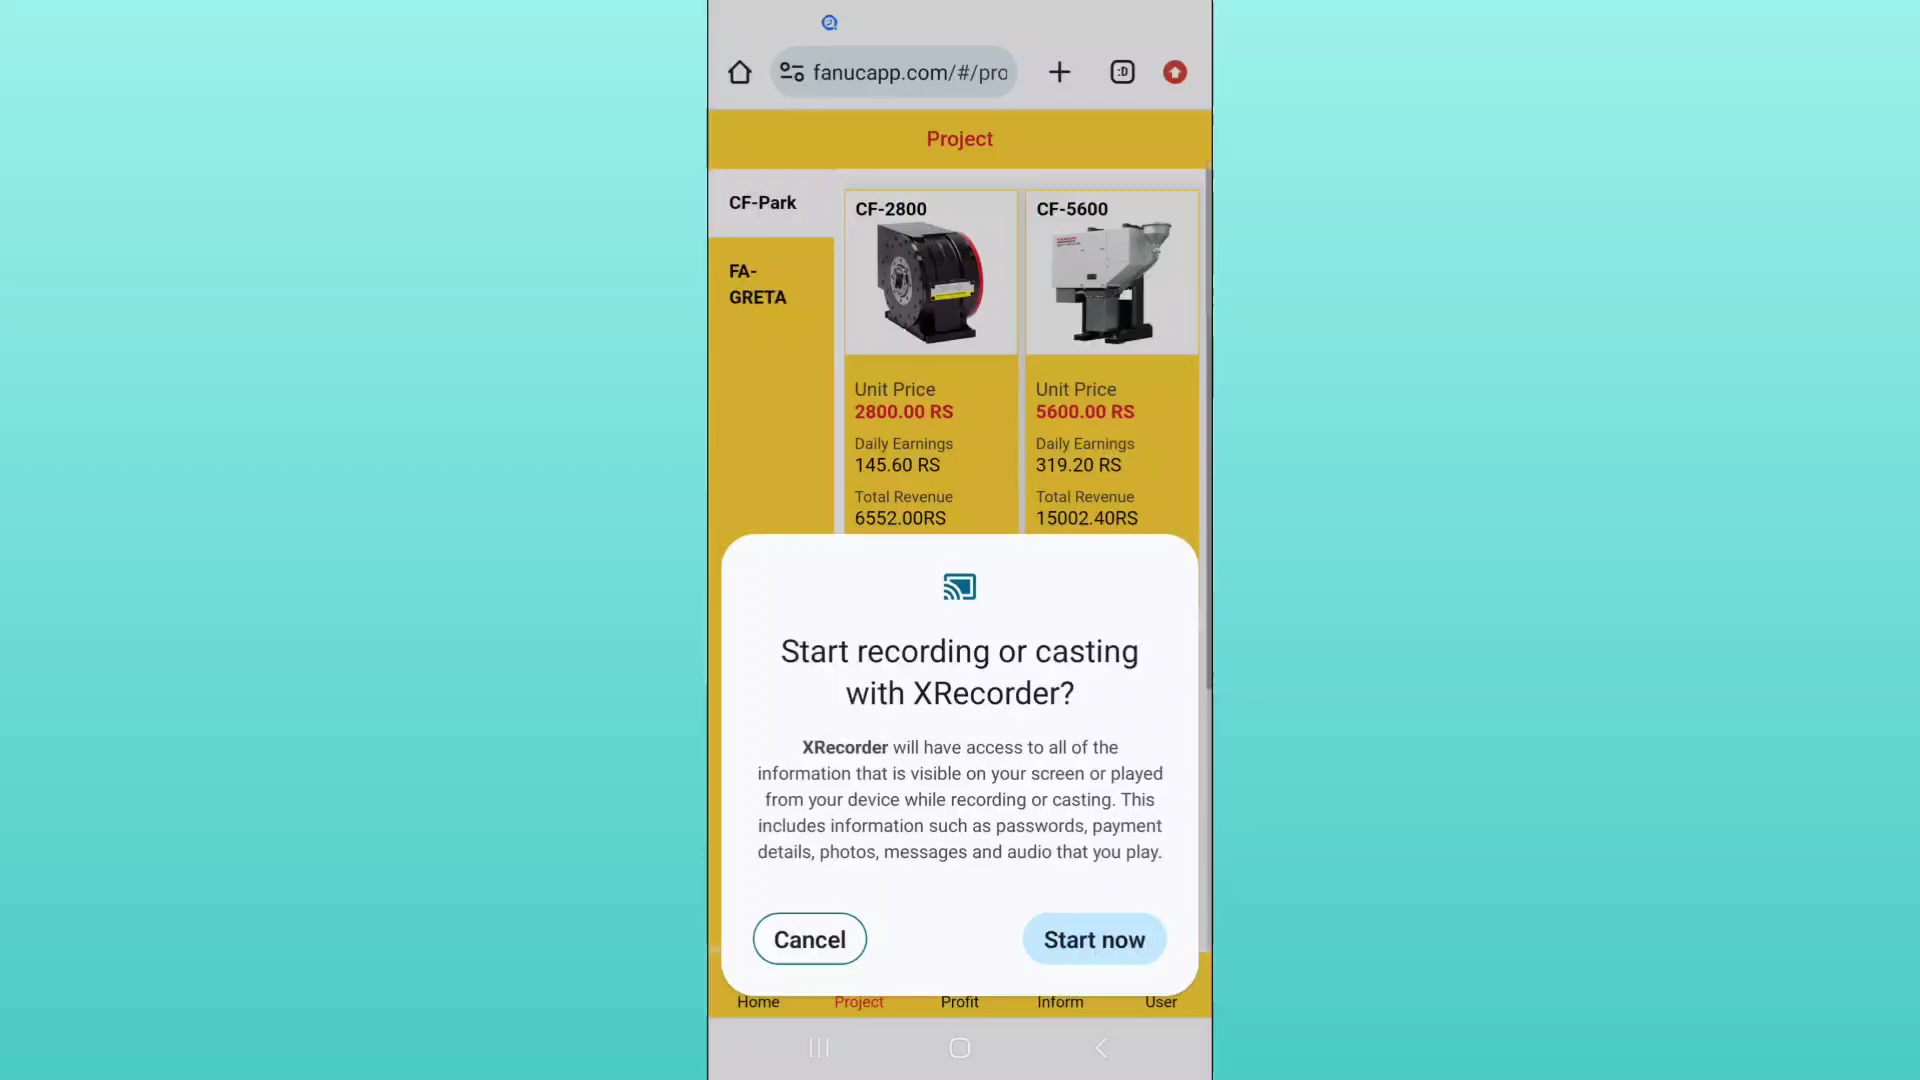 fanucapp.com/#/pro
:D
Project
CF-Park
FA-
GRETA
CF-2800
CF-5600
Unit Price
2800.00 RS
Daily Earnings
145.60 RS
Total Revenue
6552.00RS
Unit Price
5600.00 RS
Daily Earnings
319.20 RS
Total Revenue
15002.40RS
Start recording or casting
with XRecorder?
XRecorder will have access to all of the
information that is visible on your screen or played
from your device while recording or casting. This
includes information such as passwords, payment
details, photos, messages and audio that you play.
Cancel
Start now
Home
Project
Profit
Inform
User